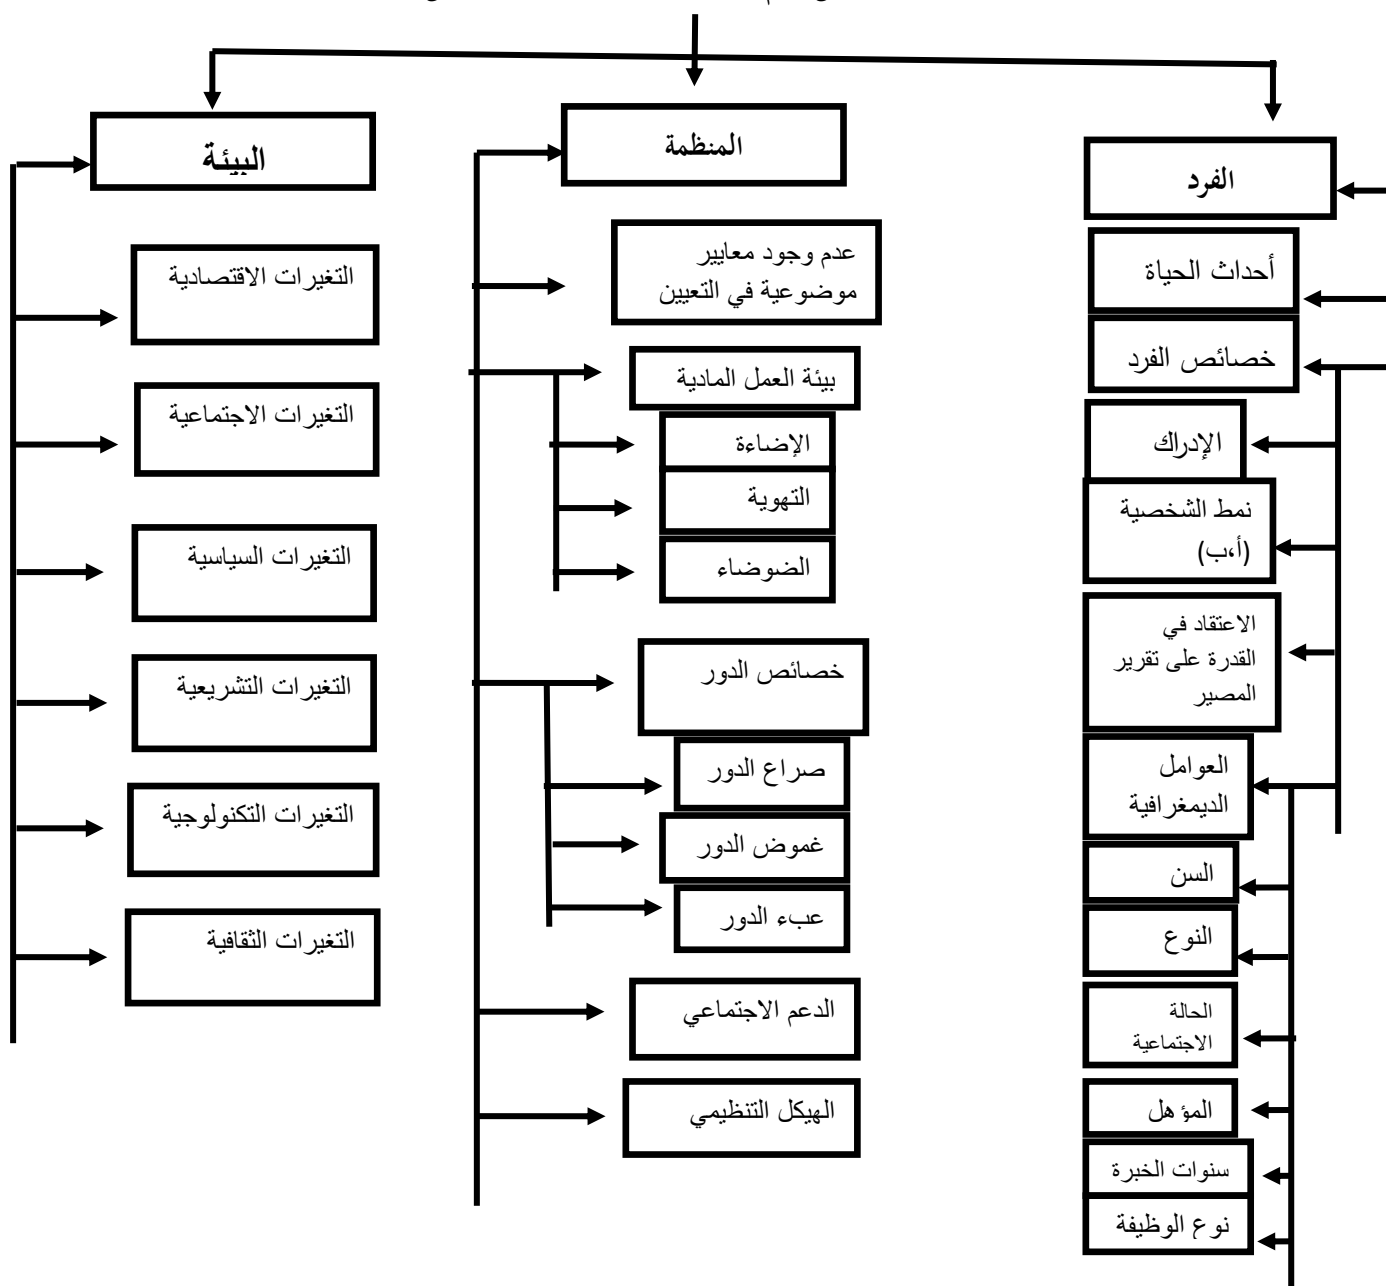 الفرد
أحداث الحياة
خصائص الفرد
الإدراك
نمط الشخصية
(أ،ب)
الاعتقاد في
القدرة على تقرير
المصير
العوامل
الديمغرافية
السن
النوع
الحالة
الاجتماعية
المؤهل
سنوات الخبرة
نوع الوظيفة
المنظمة
عدم وجود معايير
موضوعية في التعيين
بيئة العمل المادية
الإضاءة
التهوية
الضوضاء
خصائص الدور
صراع الدور
غموض الدور
عبء الدور
الدعم الاجتماعي
الهيكل التنظيمي
البيئة
التغيرات الاقتصادية
التغيرات الاجتماعية
التغيرات السياسية
التغيرات التشريعية
التغيرات التكنولوجية
التغيرات الثقافية